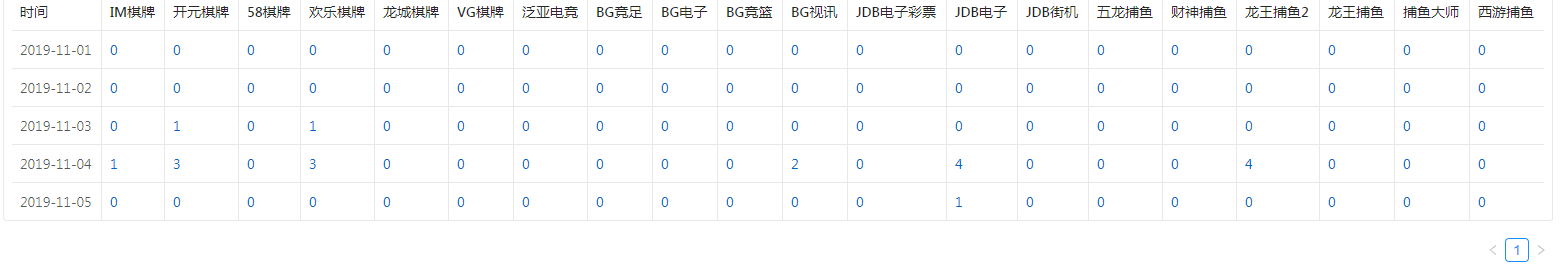 时间 IM棋牌 开元棋牌 58棋牌 欢乐棋牌 龙城棋牌 VG棋牌 泛亚电竞 BG竞足 BG电子 BG竞篮 BG视讯 JDB电子彩票 JDB电子 JDB街机 五龙捕鱼 财神捕鱼 龙王捕鱼2 龙王捕鱼 捕鱼大师 西游捕鱼
2019-11-01 0 0 0 0 0 0 0 0 0 0 0 0 0 0 0 0 0 0 0 0
2019-11-02 0 0 0 0 0 0 0 0 0 0 0 0 0 0 0 0 0 0 0 0
2019-11-03 0 1 0 1 0 0 0 0 0 0 0 0 0 0 0 0 0 0 0 0
2019-11-04 1 3 0 3 0 0 0 0 0 0 2 0 4 0 0 0 4 0 0 0
2019-11-05 0 0 0 0 0 0 0 0 0 0 0 0 1 0 0 0 0 0 0 0
< 1 >